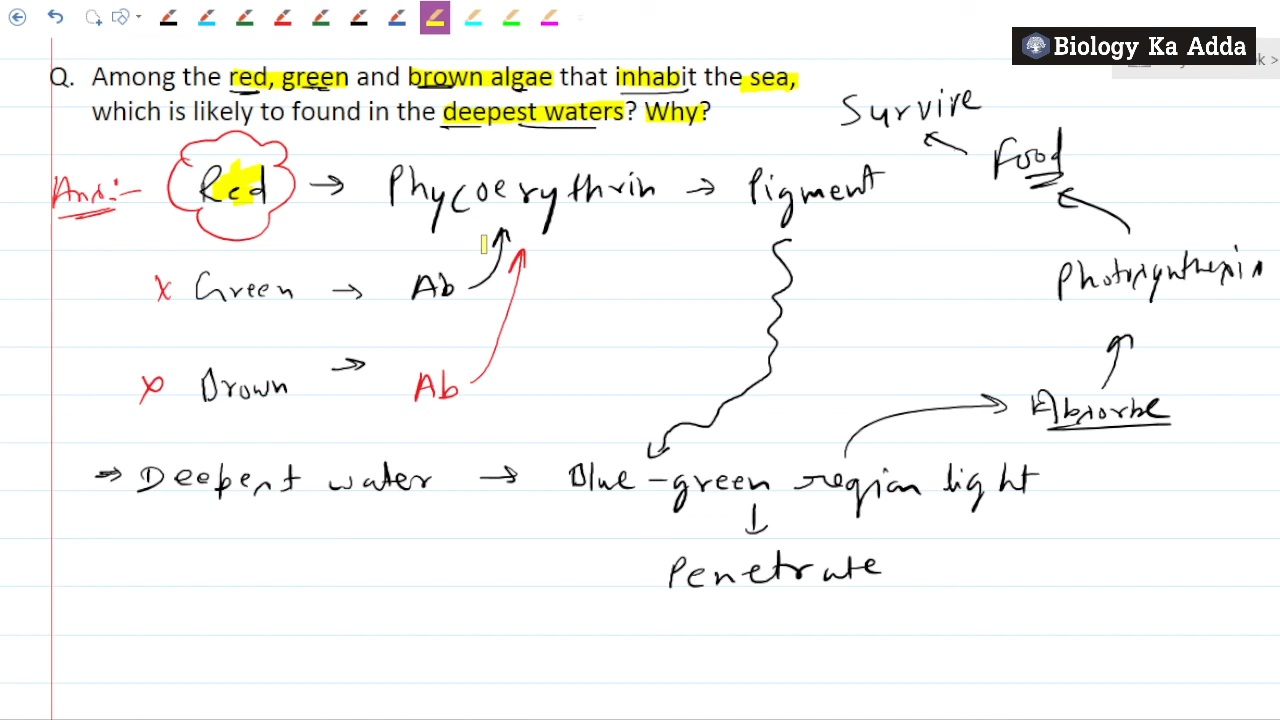 Biology Ka Adda
Q. Among the red, green and brown algae that inhabit the sea,
which is likely to found in the deepest waters? Why?
Survive
Food
Ans:- Red → Phycoerythrin → Pigment
Photosynthesis
x Green → Ab
x Brown → Ab
Absorbe
⇒ Deepest water → Blue-green region light
Penetrate